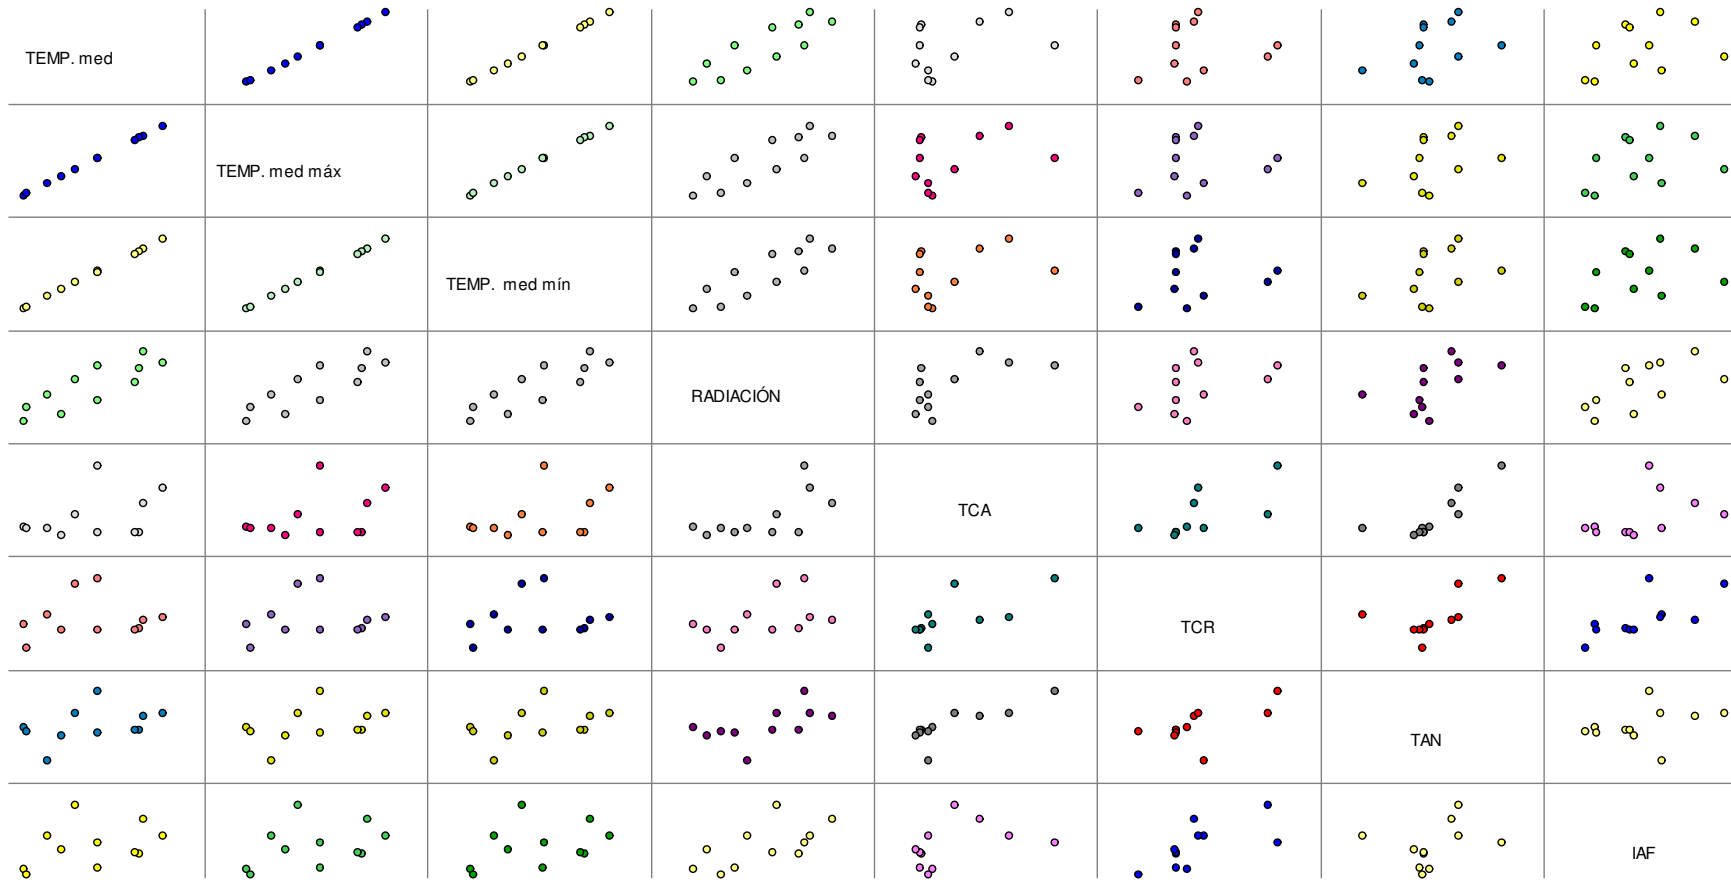 TEMP. med
TEMP. med máx
TEMP. med mín
RADIACIÓN
TCA
TCR
TAN
IAF